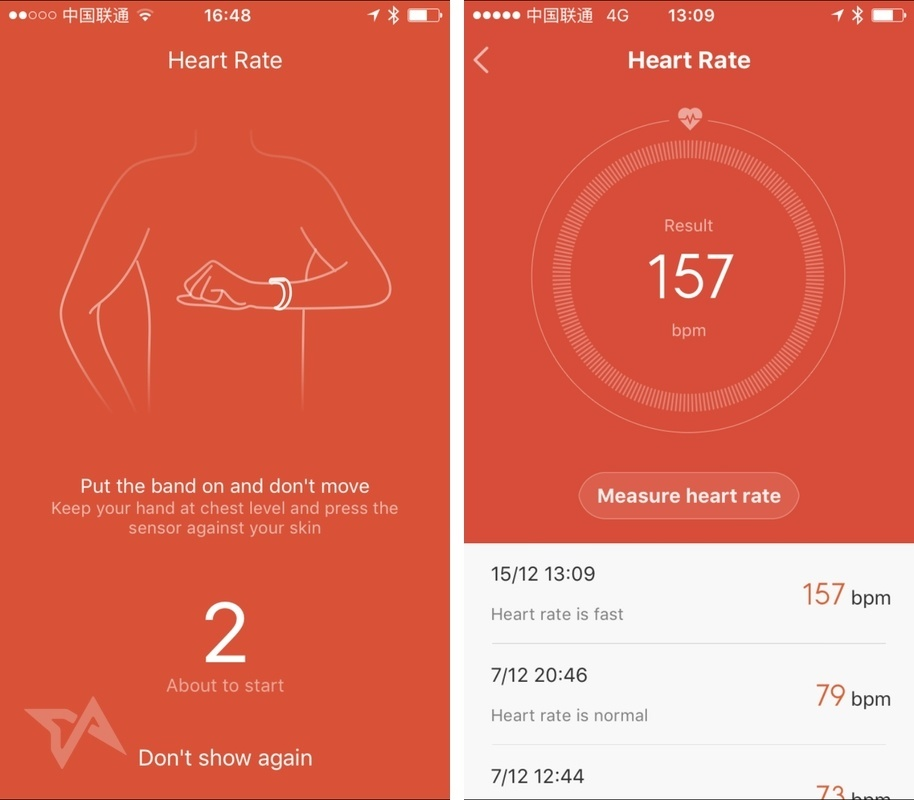 中国联通
16:48
Heart Rate
Put the band on and don't move
Keep your hand at chest level and press the
sensor against your skin
2
About to start
Don't show again
中国联通 4G
13:09
Heart Rate
Result
157
bpm
Measure heart rate
15/12 13:09
157 bpm
Heart rate is fast
7/12 20:46
79 bpm
Heart rate is normal
7/12 12:44
73 bpm